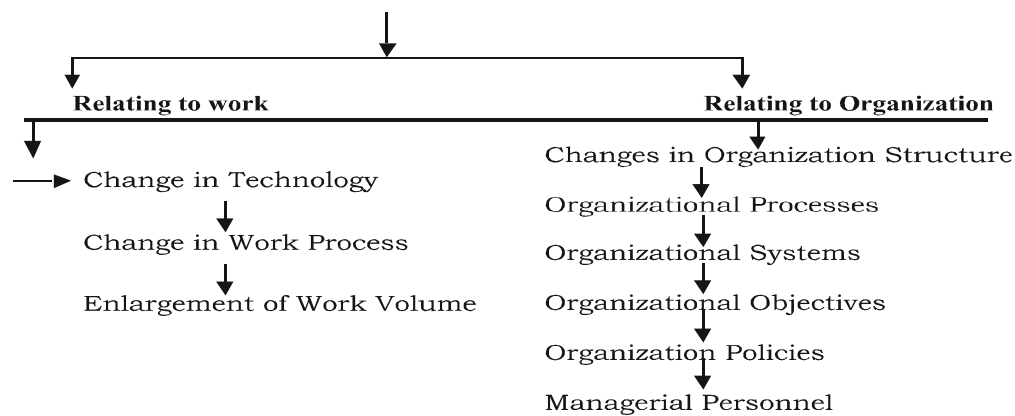 Relating to work
Relating to Organization
Change in Technology
Change in Work Process
Enlargement of Work Volume
Changes in Organization Structure
Organizational Processes
Organizational Systems
Organizational Objectives
Organization Policies
Managerial Personnel